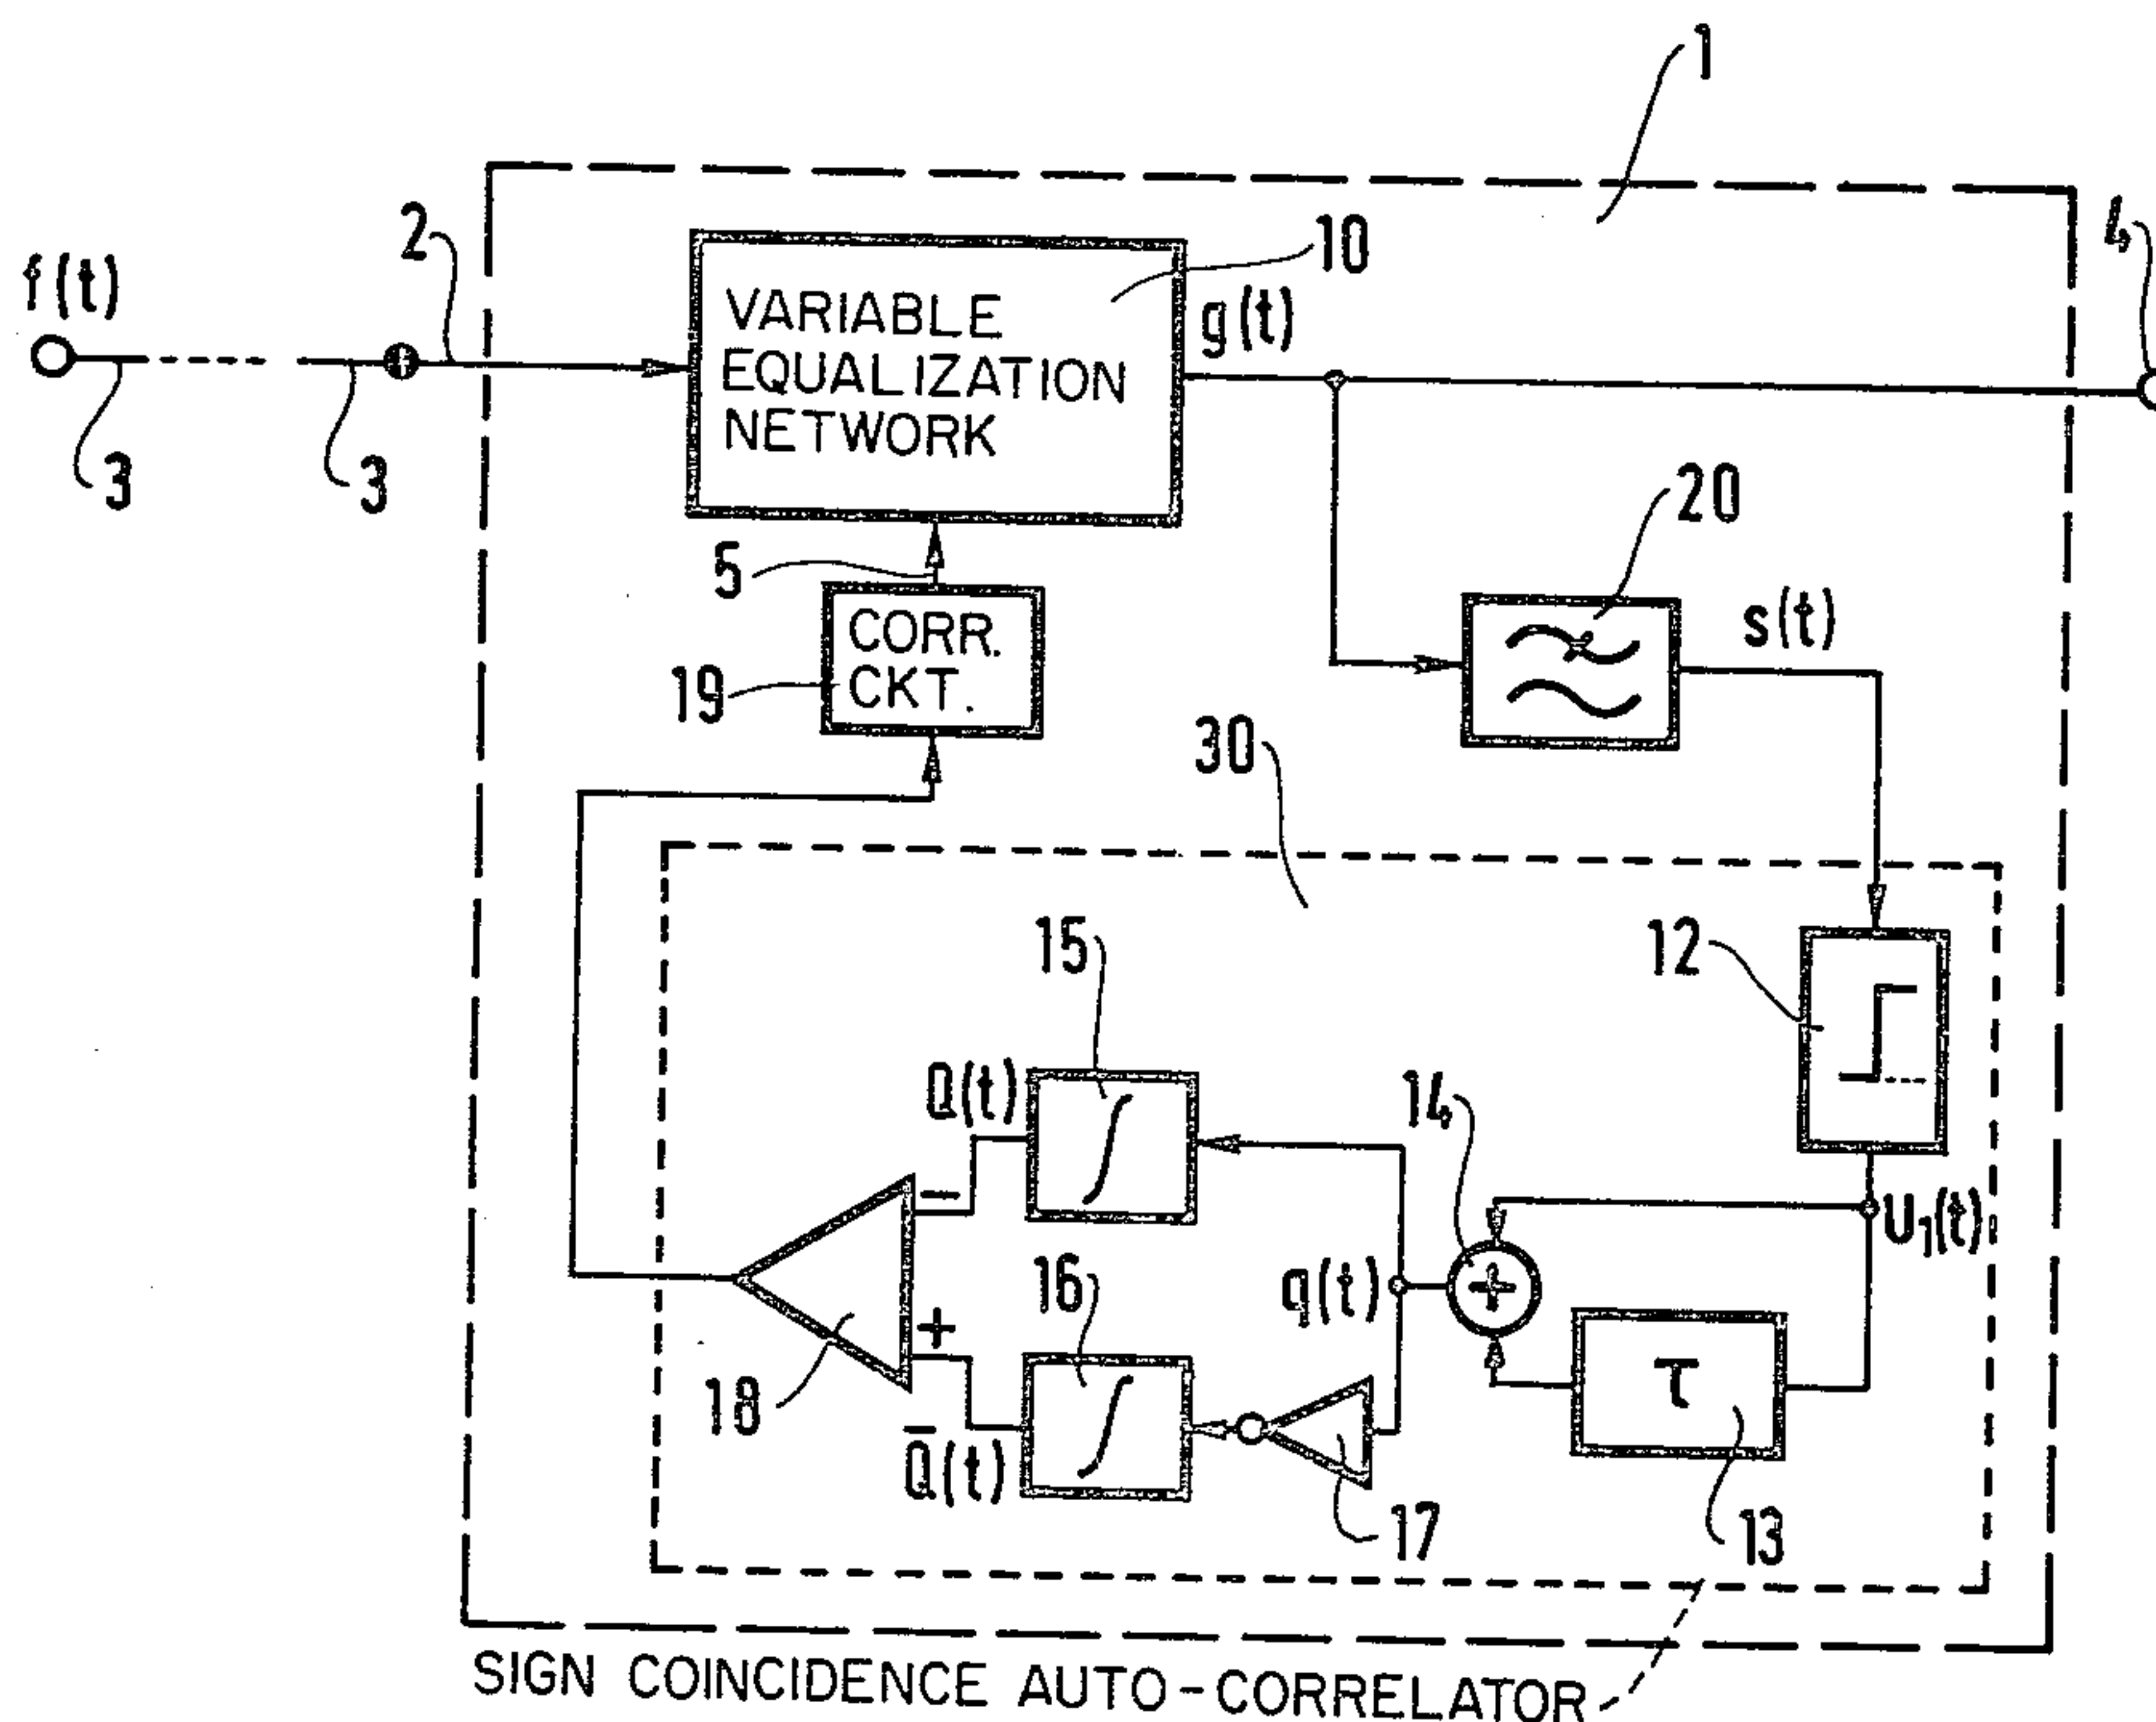 1
2
10
4
f(t)
VARIABLE
EQUALIZATION
NETWORK
g(t)
3
3
20
5
s(t)
CORR.
CKT.
19
30
15
12
Q(t)
14
−
U₁(t)
16
q(t)
+
+
τ
18
Q̅(t)
17
13
SIGN COINCIDENCE AUTO-CORRELATOR